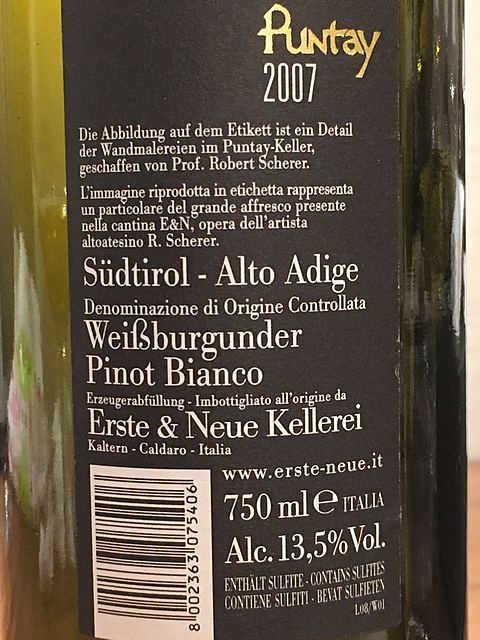 Puntay
2007
Die Abbildung auf dem Etikett ist ein Detail
der Wandmalereien im Puntay-Keller,
geschaffen von Prof. Robert Scherer.
L'immagine riprodotta in etichetta rappresenta
un particolare del grande affresco presente
nella cantina E&N, opera dell'artista
altoatesino R. Scherer.
Südtirol - Alto Adige
Denominazione di Origine Controllata
Weißburgunder
Pinot Bianco
Erzeugerabfüllung - Imbottigliato all'origine da
Erste & Neue Kellerei
Kaltern - Caldaro - Italia
www.erste-neue.it
750 ml e ITALIA
Alc. 13,5% Vol.
ENTHÄLT SULFITE - CONTAINS SULFITES
CONTIENE SULFITI - BEVAT SULFIETEN
L08/W01
8 002363 075406